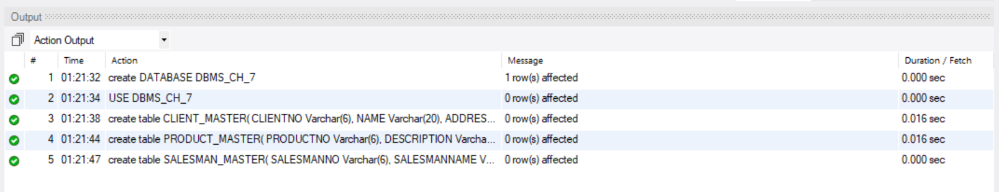 Output
Action Output
# Time Action Message Duration / Fetch
1 01:21:32 create DATABASE DBMS_CH_7 1 row(s) affected 0.000 sec
2 01:21:34 USE DBMS_CH_7 0 row(s) affected 0.000 sec
3 01:21:38 create table CLIENT_MASTER( CLIENTNO Varchar(6), NAME Varchar(20), ADDRES... 0 row(s) affected 0.016 sec
4 01:21:44 create table PRODUCT_MASTER( PRODUCTNO Varchar(6), DESCRIPTION Varcha... 0 row(s) affected 0.016 sec
5 01:21:47 create table SALESMAN_MASTER( SALESMANNO Varchar(6), SALESMANNAME V... 0 row(s) affected 0.000 sec